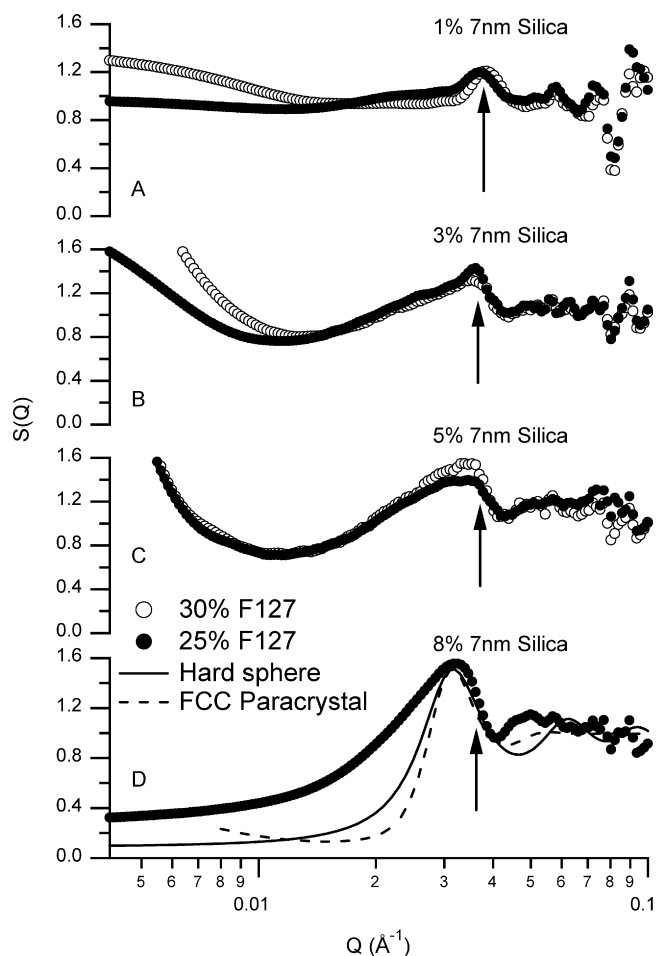 1.6
1% 7nm Silica
1.2
0.8
0.4
A
0.0
1.6
3% 7nm Silica
1.2
0.8
0.4
B
0.0
S(Q)
1.6
5% 7nm Silica
1.2
0.8
C
0.4
30% F127
0.0
25% F127
1.6
8% 7nm Silica
Hard sphere
FCC Paracrystal
1.2
0.8
D
0.4
0.0
5 6 7 8 9 2 3 4 5 6 7 8 9
0.01 0.1
Q (Å-1)